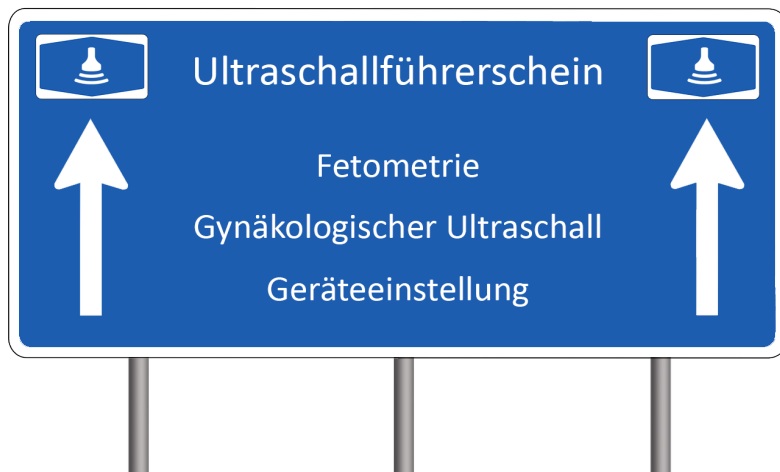 Ultraschallführerschein
Fetometrie
Gynäkologischer Ultraschall
Geräteeinstellung